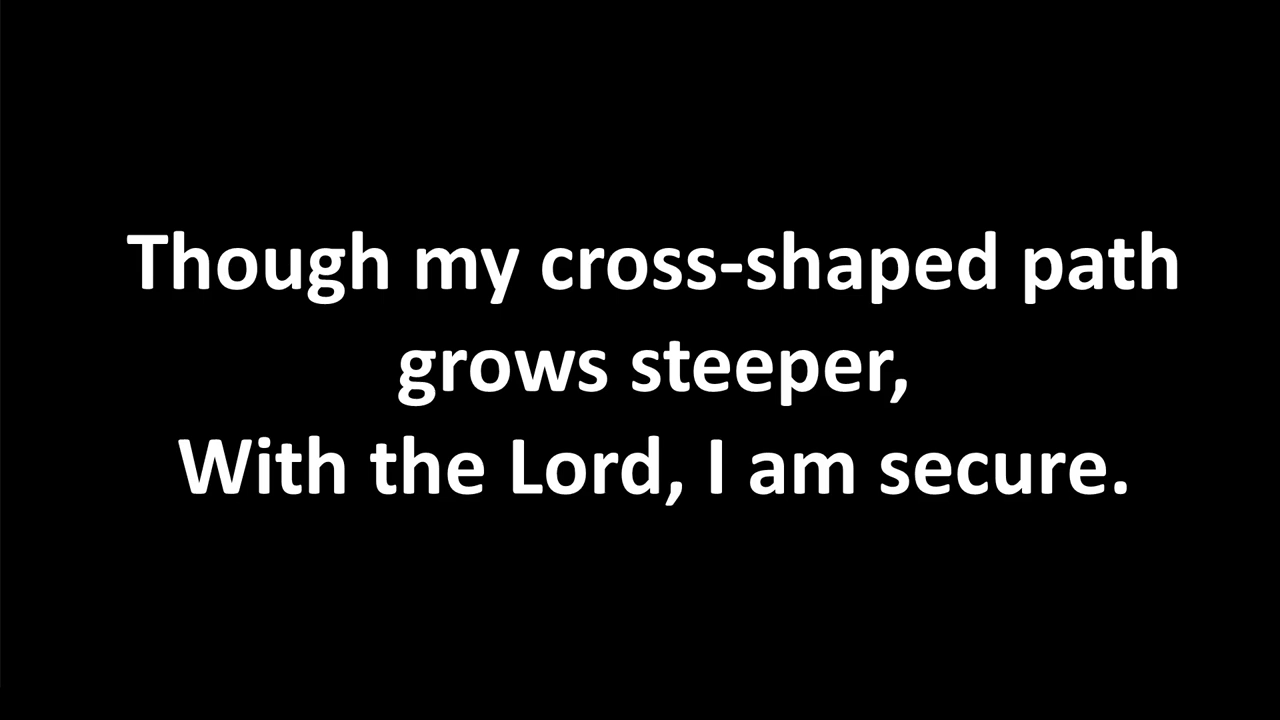 Though my cross-shaped path
grows steeper,
With the Lord, I am secure.